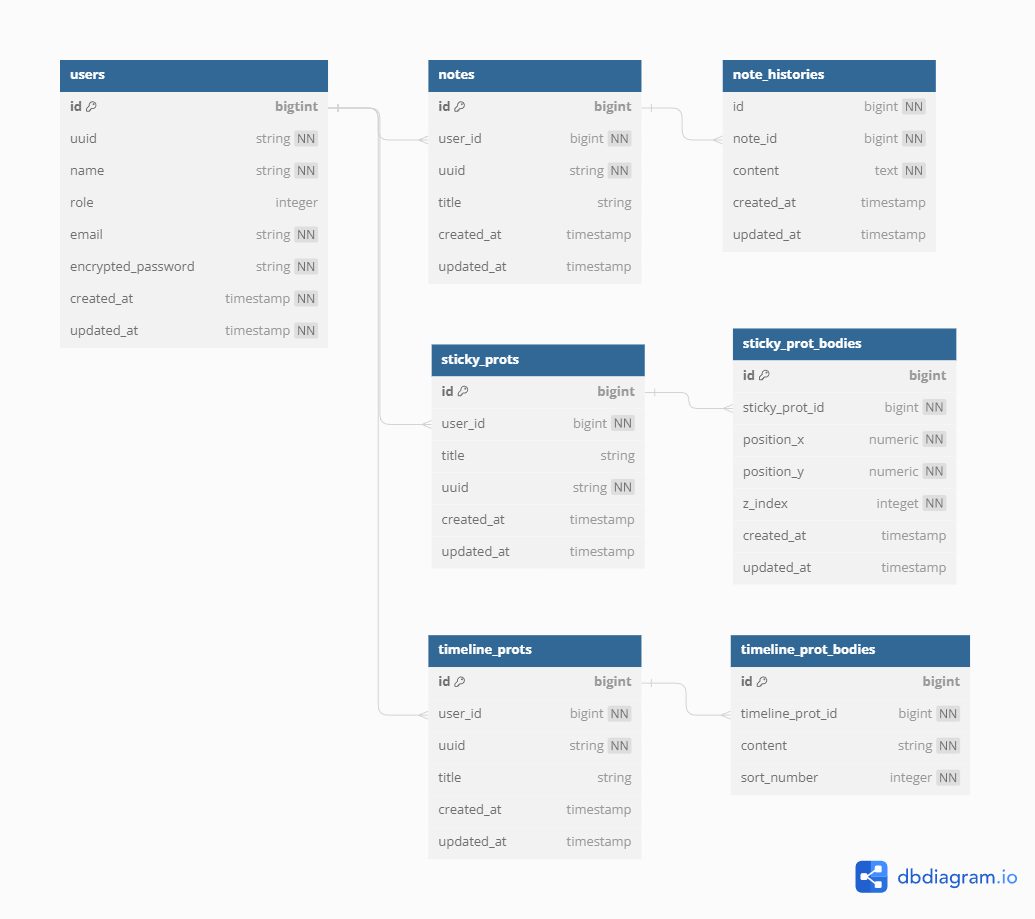 users
id bigtint
uuid string NN
name string NN
role integer
email string NN
encrypted_password string NN
created_at timestamp NN
updated_at timestamp NN
notes
id bigint
user_id bigint NN
uuid string NN
title string
created_at timestamp
updated_at timestamp
note_histories
id bigint NN
note_id bigint NN
content text NN
created_at timestamp
updated_at timestamp
sticky_prots
id bigint
user_id bigint NN
title string
uuid string NN
created_at timestamp
updated_at timestamp
sticky_prot_bodies
id bigint
sticky_prot_id bigint NN
position_x numeric NN
position_y numeric NN
z_index integet NN
created_at timestamp
updated_at timestamp
timeline_prots
id bigint
user_id bigint NN
uuid string NN
title string
created_at timestamp
updated_at timestamp
timeline_prot_bodies
id bigint
timeline_prot_id bigint NN
content string NN
sort_number integer NN
dbdiagram.io